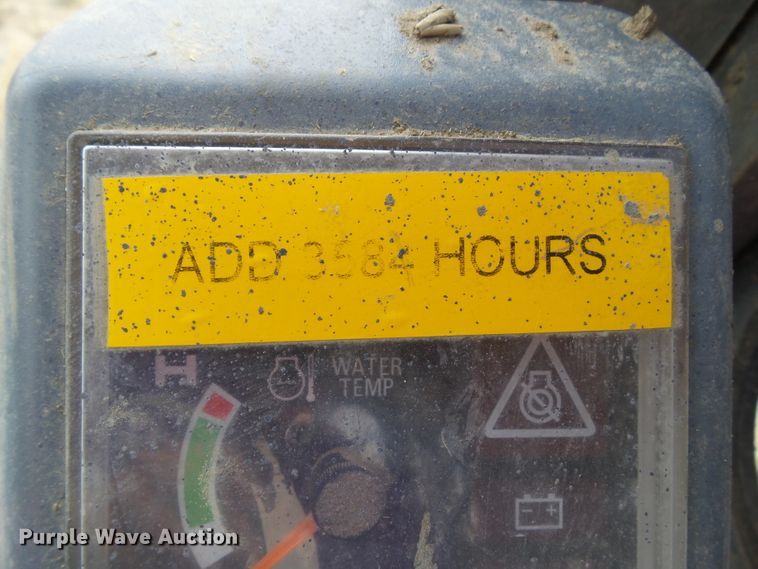 ADD 3584 HOURS
H
WATER
TEMP
Purple Wave Auction